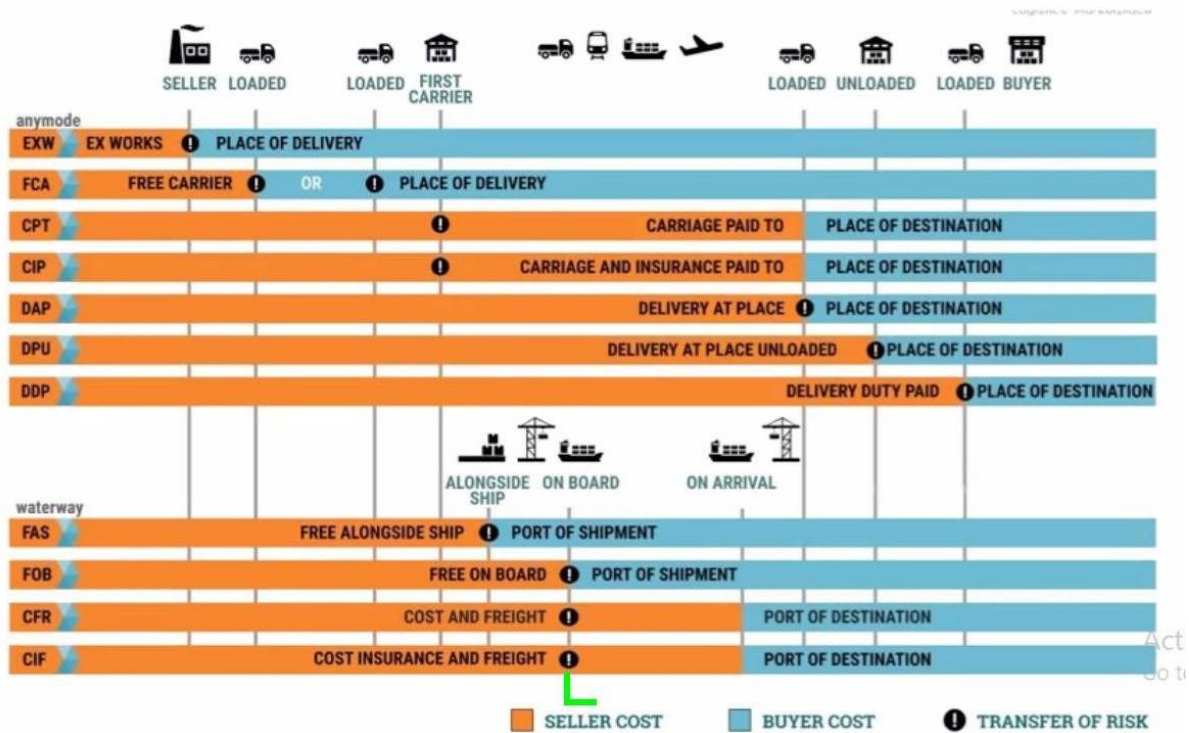 SELLER LOADED LOADED FIRST CARRIER LOADED UNLOADED LOADED BUYER
anymode
EXW EX WORKS PLACE OF DELIVERY
FCA FREE CARRIER OR PLACE OF DELIVERY
CPT CARRIAGE PAID TO PLACE OF DESTINATION
CIP CARRIAGE AND INSURANCE PAID TO PLACE OF DESTINATION
DAP DELIVERY AT PLACE PLACE OF DESTINATION
DPU DELIVERY AT PLACE UNLOADED PLACE OF DESTINATION
DDP DELIVERY DUTY PAID PLACE OF DESTINATION
ALONGSIDE SHIP ON BOARD ON ARRIVAL
waterway
FAS FREE ALONGSIDE SHIP PORT OF SHIPMENT
FOB FREE ON BOARD PORT OF SHIPMENT
CFR COST AND FREIGHT PORT OF DESTINATION
CIF COST INSURANCE AND FREIGHT PORT OF DESTINATION
SELLER COST BUYER COST TRANSFER OF RISK